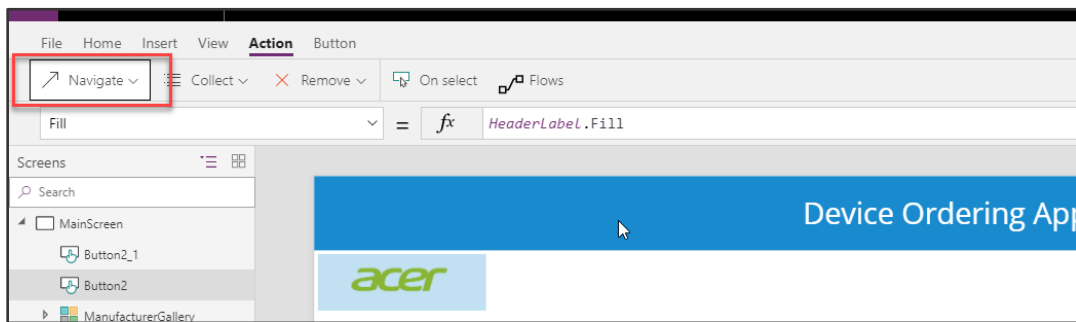 File Home Insert View Action Button
Navigate Collect Remove On select Flows
Fill = fx HeaderLabel.Fill
Screens
Search
MainScreen
Device Ordering App
Button2_1
acer
Button2
ManufacturerGallery